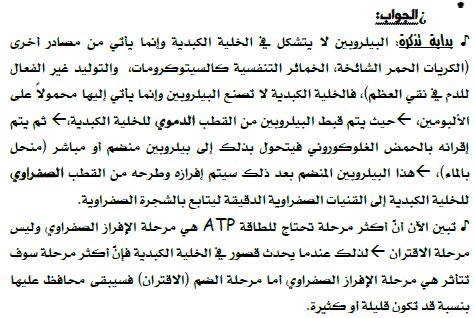 ¿ الجواب:
♪ بداية تذكرة: البيلروبين لا يتشكل في الخلية الكبدية وإنما يأتي من مصادر أخرى
(الكريات الحمر الشائخة، الخمائر التنفسية كالسيتوكرومات، والتوليد غير الفعال
للدم في نقي العظم)، فالخلية الكبدية لا تصنع البيلروبين وإنما يأتي إليها محمولاً على
الألبومين، ← حيث يتم قبط البيلروبين من القطب الدموي للخلية الكبدية،← ثم يتم
إقرانه بالحمض الغلوكوروني فيتحول بذلك إلى بيلروبين منضم أو مباشر (منحل
بالماء)، ← هذا البيلروبين المنضم بعد ذلك سيتم إفرازه وطرحه من القطب الصفراوي
للخلية الكبدية إلى القنيات الصفراوية الدقيقة ليتابع بالشجرة الصفراوية.
♪ تبين الآن أنّ أكثر مرحلة تحتاج للطاقة ATP هي مرحلة الإفراز الصفراوي وليس
مرحلة الاقتران ← لذلك عندما يحدث قصور في الخلية الكبدية فإنّ أكثر مرحلة سوف
تتأثر هي مرحلة الإفراز الصفراوي أما مرحلة الضم (الاقتران) فسيبقى محافظ عليها
بنسبة قد تكون قليلة أو كثيرة.